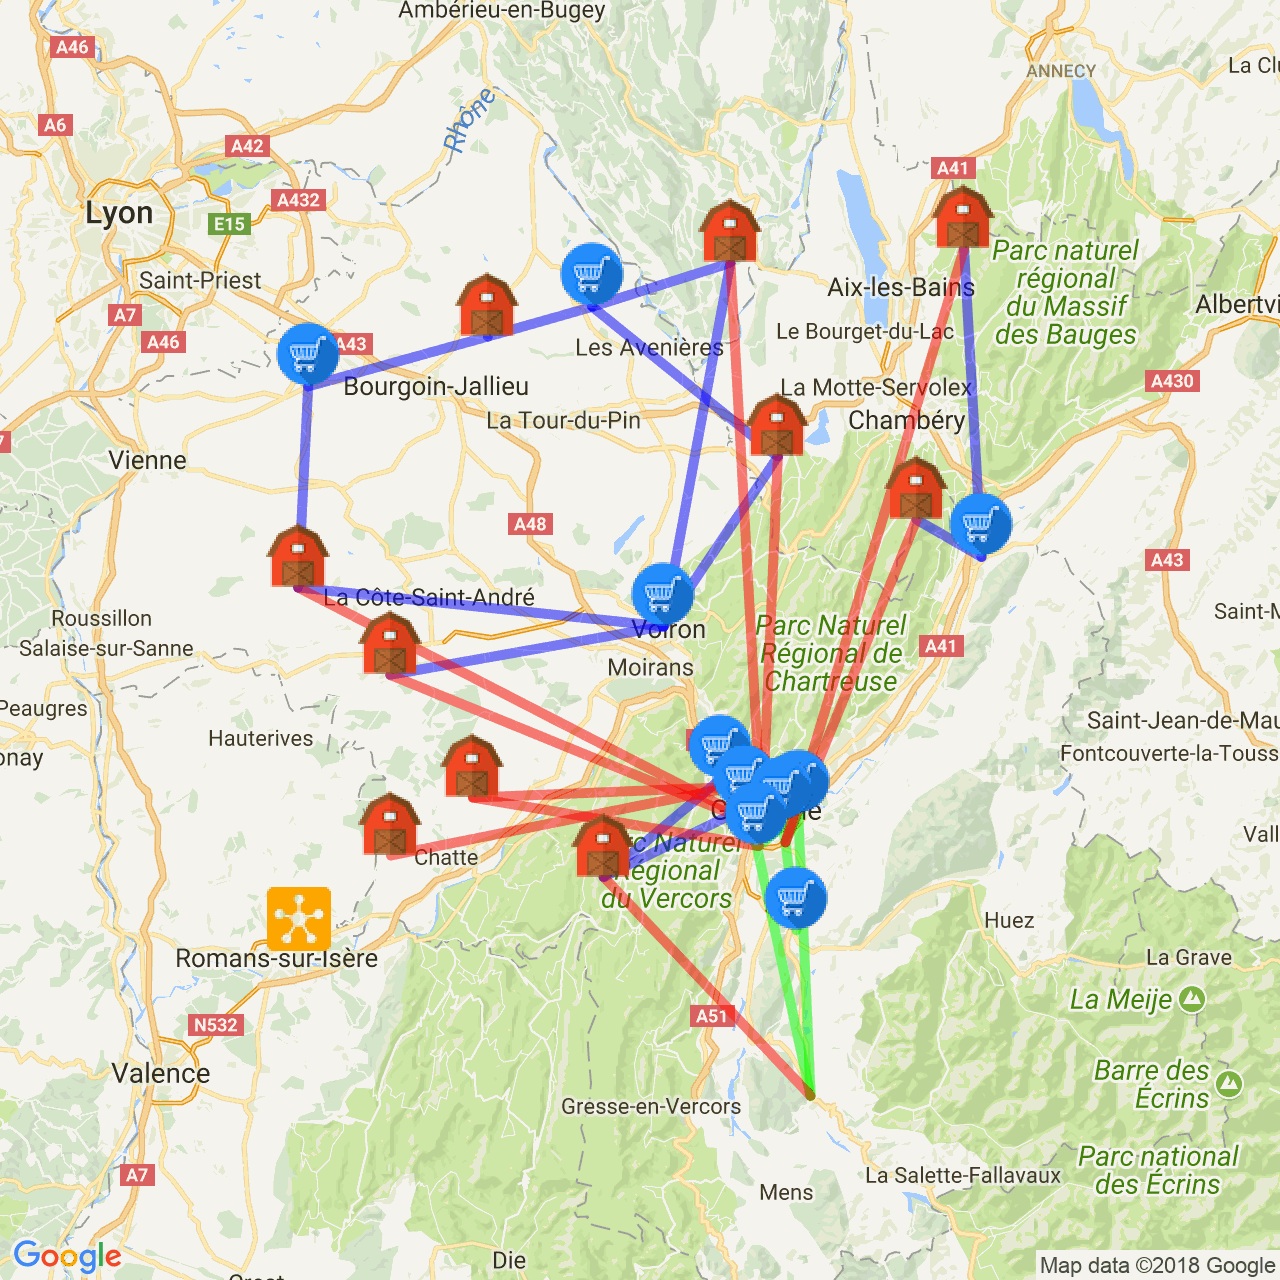 Ambérieu-en-Bugey
A46
ANNECY
La Clu
Rhône
A6
A42
A41
A432
Lyon
E15
Parc naturel
régional
du Massif
des Bauges
Saint-Priest
Aix-les-Bains
Albertvi
A7
A46
A43
Le Bourget-du-Lac
Les Avenières
Bourgoin-Jallieu
La Motte-Servolex
A430
La Tour-du-Pin
Chambéry
7
Vienne
A48
A43
La Côte-Saint-André
Roussillon
Saint-M
Voiron
Parc Naturel
Régional de
Chartreuse
Salaise-sur-Sanne
A41
Moirans
Peaugres
Saint-Jean-de-Mau
Hauterives
Fontcouverte-la-Touss
onay
G
ne
rc Naturel
Régional
du Vercors
Vall
Chatte
Huez
Romans-sur-Isère
La Grave
La Meije
A51
N532
Valence
Barre des
Écrins
Gresse-en-Vercors
A7
La Salette-Fallavaux
Parc national
des Écrins
Mens
Google
Die
Crest
Map data ©2018 Google